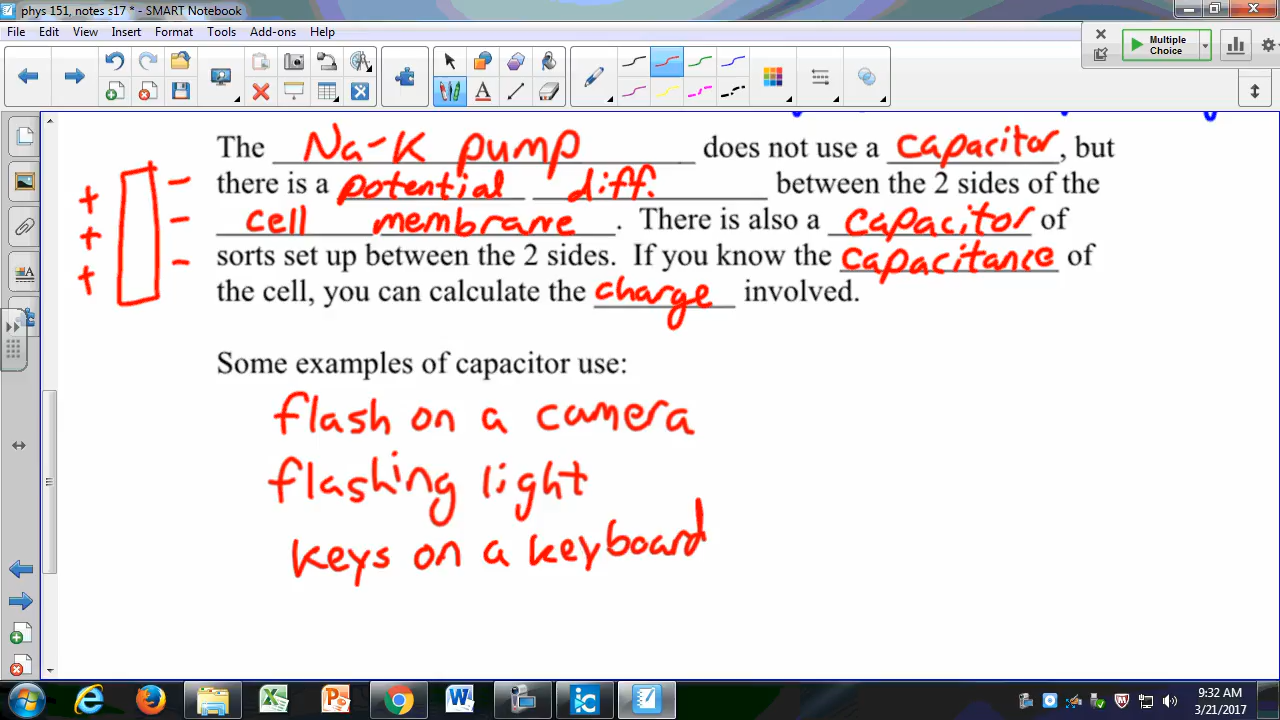 phys 151, notes s17 * - SMART Notebook
File Edit View Insert Format Tools Add-ons Help
Multiple Choice
The Na-K pump does not use a capacitor, but
there is a potential diff. between the 2 sides of the
cell membrane. There is also a capacitor of
sorts set up between the 2 sides. If you know the capacitance of
the cell, you can calculate the charge involved.
+ -
+ -
+ -
Some examples of capacitor use:
flash on a camera
flashing light
keys on a keyboard
9:32 AM
3/21/2017